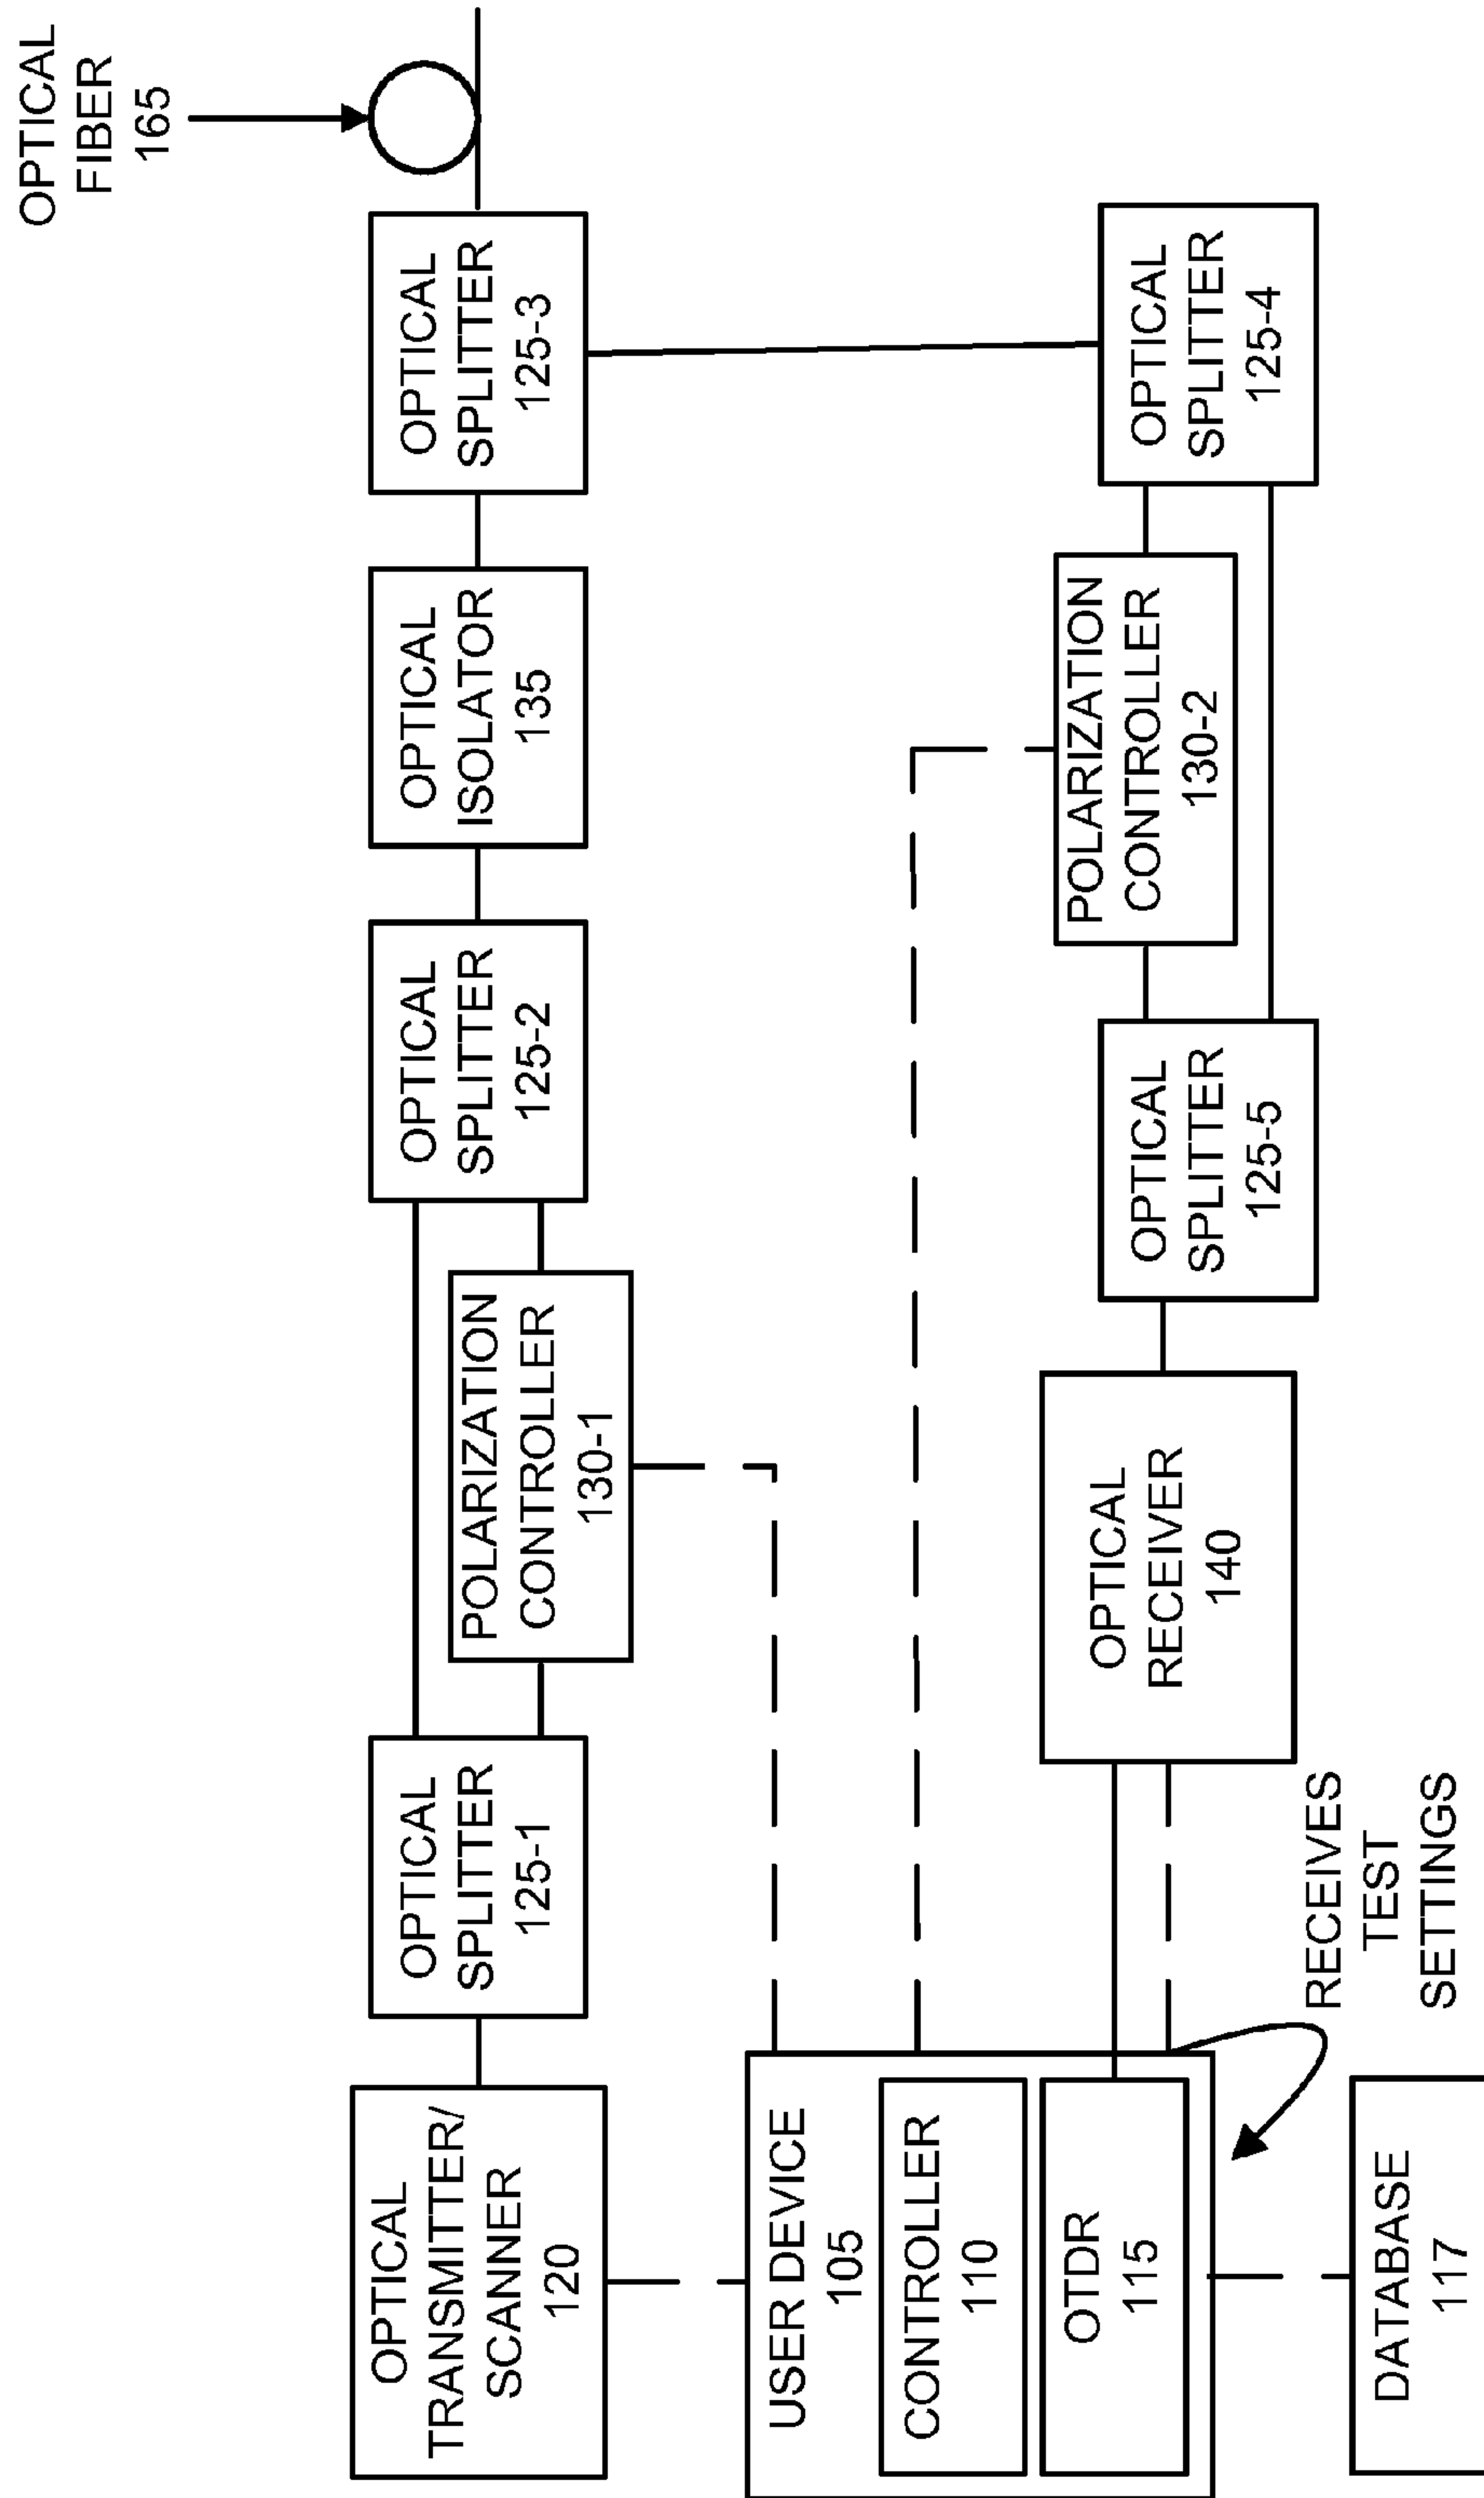 OPTICAL
TRANSMITTER/
SCANNER
120
OPTICAL
SPLITTER
125-1
POLARIZATION
CONTROLLER
130-1
OPTICAL
SPLITTER
125-2
OPTICAL
ISOLATOR
135
OPTICAL
SPLITTER
125-3
OPTICAL
FIBER
165
USER DEVICE
105
CONTROLLER
110
OTDR
115
OPTICAL
RECEIVER
140
OPTICAL
SPLITTER
125-5
POLARIZATION
CONTROLLER
130-2
OPTICAL
SPLITTER
125-4
RECEIVES
TEST
SETTINGS
DATABASE
117